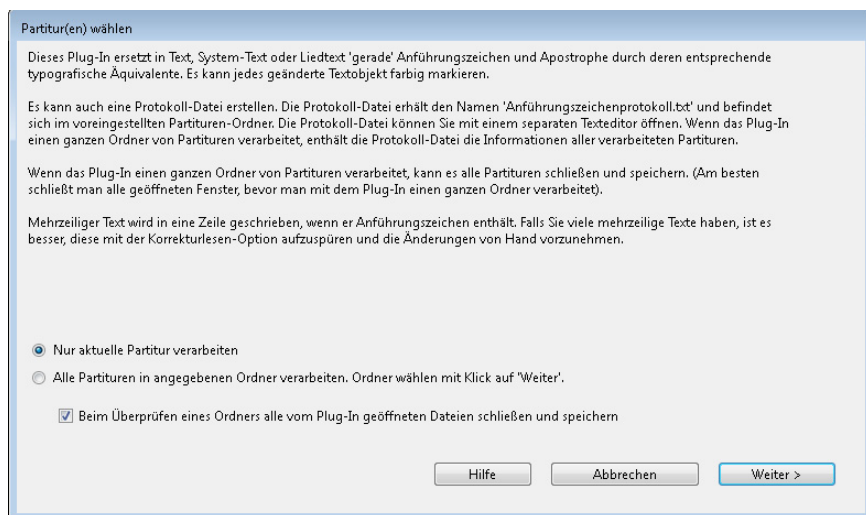 Partitur(en) wählen
Dieses Plug-In ersetzt in Text, System-Text oder Liedtext 'gerade' Anführungszeichen und Apostrophe durch deren entsprechende
typografische Äquivalente. Es kann jedes geänderte Textobjekt farbig markieren.
Es kann auch eine Protokoll-Datei erstellen. Die Protokoll-Datei erhält den Namen 'Anführungszeichenprotokoll.txt' und befindet
sich im voreingestellten Partituren-Ordner. Die Protokoll-Datei können Sie mit einem separaten Texteditor öffnen. Wenn das Plug-In
einen ganzen Ordner von Partituren verarbeitet, enthält die Protokoll-Datei die Informationen aller verarbeiteten Partituren.
Wenn das Plug-In einen ganzen Ordner von Partituren verarbeitet, kann es alle Partituren schließen und speichern. (Am besten
schließt man alle geöffneten Fenster, bevor man mit dem Plug-In einen ganzen Ordner verarbeitet).
Mehrzeiliger Text wird in eine Zeile geschrieben, wenn er Anführungszeichen enthält. Falls Sie viele mehrzeilige Texte haben, ist es
besser, diese mit der Korrekturlesen-Option aufzuspüren und die Änderungen von Hand vorzunehmen.
Nur aktuelle Partitur verarbeiten
Alle Partituren in angegebenen Ordner verarbeiten. Ordner wählen mit Klick auf 'Weiter'.
Beim Überprüfen eines Ordners alle vom Plug-In geöffneten Dateien schließen und speichern
Hilfe Abbrechen Weiter >